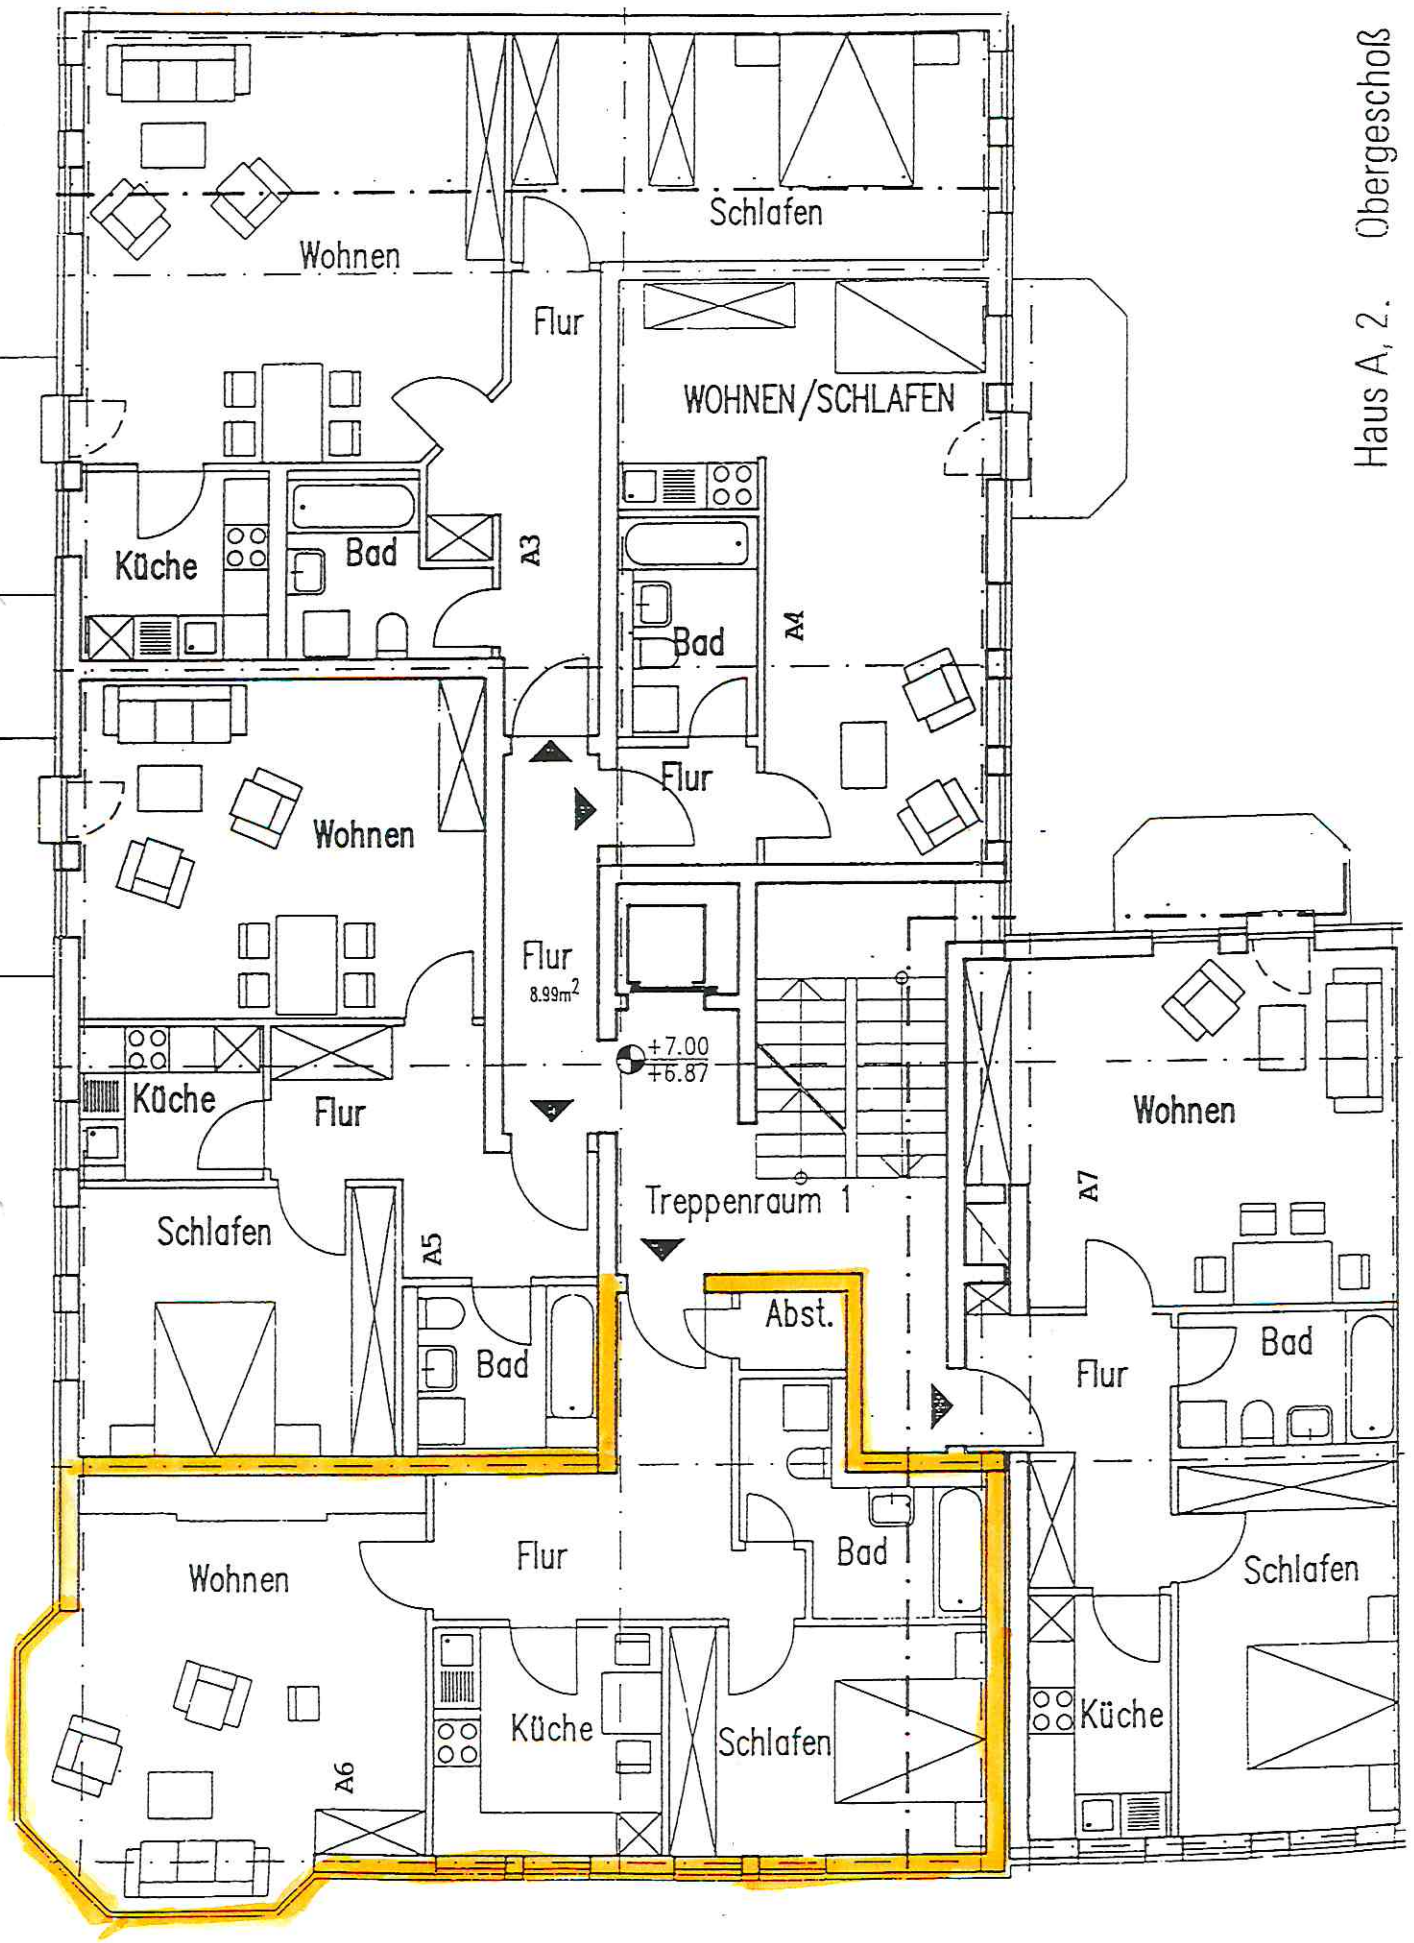 Haus A, 2. Obergeschoß
Schlafen
Wohnen
Flur
WOHNEN/SCHLAFEN
Küche
Bad
A3
Bad
A4
Flur
Wohnen
Flur
8.99m²
+7.00
+6.87
Küche
Flur
Wohnen
A7
Treppenraum 1
Schlafen
A5
Abst.
Bad
Bad
Flur
Wohnen
Flur
Bad
Schlafen
Küche
Schlafen
Küche
A6